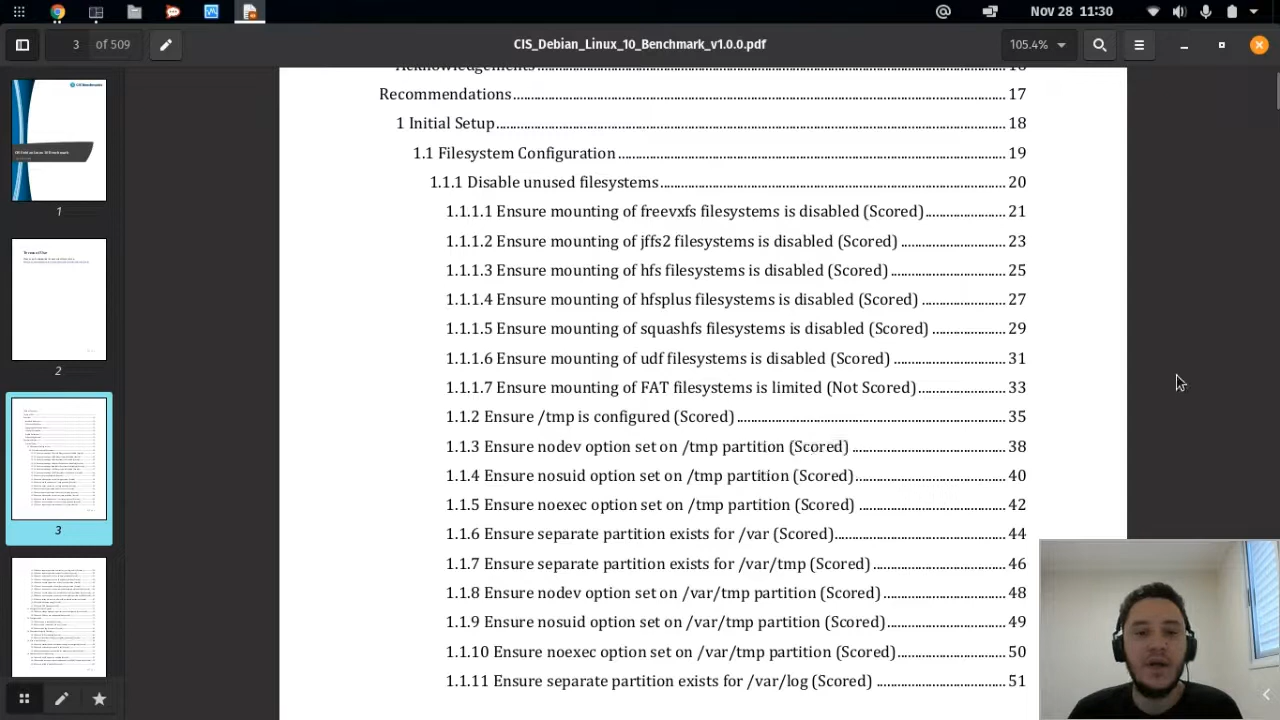 Nov 28 11:30
3 of 509
CIS_Debian_Linux_10_Benchmark_v1.0.0.pdf
105.4%
Recommendations 17
1 Initial Setup 18
1.1 Filesystem Configuration 19
1.1.1 Disable unused filesystems 20
1.1.1.1 Ensure mounting of freevxfs filesystems is disabled (Scored) 21
1.1.1.2 Ensure mounting of jffs2 filesystems is disabled (Scored) 23
1.1.1.3 Ensure mounting of hfs filesystems is disabled (Scored) 25
1.1.1.4 Ensure mounting of hfsplus filesystems is disabled (Scored) 27
1.1.1.5 Ensure mounting of squashfs filesystems is disabled (Scored) 29
1.1.1.6 Ensure mounting of udf filesystems is disabled (Scored) 31
1.1.1.7 Ensure mounting of FAT filesystems is limited (Not Scored) 33
1.1.2 Ensure /tmp is configured (Scored) 35
1.1.3 Ensure nodev option set on /tmp partition (Scored) 38
1.1.4 Ensure nosuid option set on /tmp partition (Scored) 40
1.1.5 Ensure noexec option set on /tmp partition (Scored) 42
1.1.6 Ensure separate partition exists for /var (Scored) 44
1.1.7 Ensure separate partition exists for /var/tmp (Scored) 46
1.1.8 Ensure nodev option set on /var/tmp partition (Scored) 48
1.1.9 Ensure nosuid option set on /var/tmp partition (Scored) 49
1.1.10 Ensure noexec option set on /var/tmp partition (Scored) 50
1.1.11 Ensure separate partition exists for /var/log (Scored) 51
1
2
3